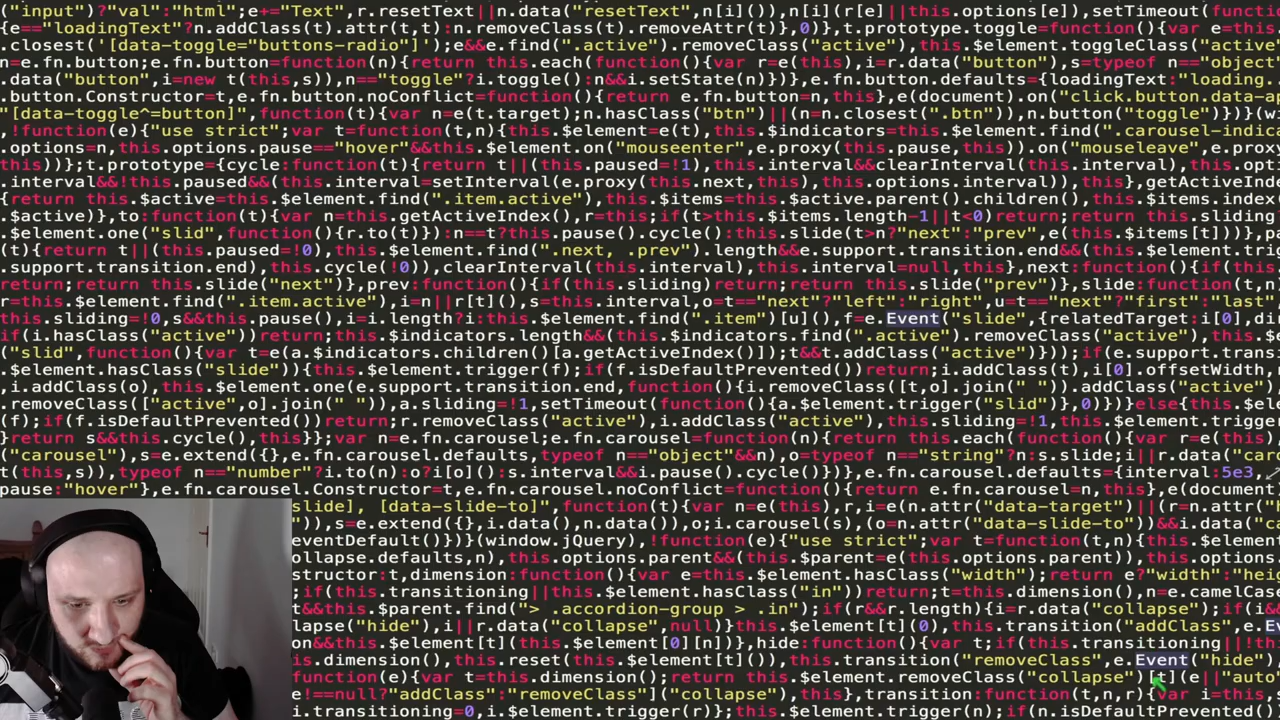 ("input")?"val":"html";e+="Text",r.resetText||n.data("resetText",n[i]()),n[i](r[e]||this.options[e]),setTimeout(functio
{e=="loadingText"?n.addClass(t).attr(t,t):n.removeClass(t).removeAttr(t)},0)},t.prototype.toggle=function(){var e=this.
.closest('[data-toggle="buttons-radio"]');e&&e.find(".active").removeClass("active"),this.$element.toggleClass("active"
n=e.fn.button;e.fn.button=function(n){return this.each(function(){var r=e(this),i=r.data("button"),s=typeof n=="object"
.data("button",i=new t(this,s)),n=="toggle"?i.toggle():n&&i.setState(n)})},e.fn.button.defaults={loadingText:"loading.
.button.Constructor=t,e.fn.button.noConflict=function(){return e.fn.button=n,this},e(document).on("click.button.data-ap
"[data-toggle^=button]",function(t){var n=e(t.target);n.hasClass("btn")||(n=n.closest(".btn")),n.button("toggle")})}(wi
,!function(e){"use strict";var t=function(t,n){this.$element=e(t),this.$indicators=this.$element.find(".carousel-indic
.options=n,this.options.pause=="hover"&&this.$element.on("mouseenter",e.proxy(this.pause,this)).on("mouseleave",e.proxy
this))};t.prototype={cycle:function(t){return t||(this.paused=!1),this.interval&&clearInterval(this.interval),this.opti
.interval&&!this.paused&&(this.interval=setInterval(e.proxy(this.next,this),this.options.interval)),this},getActiveInde
{return this.$active=this.$element.find(".item.active"),this.$items=this.$active.parent().children(),this.$items.index
.$active)},to:function(t){var n=this.getActiveIndex(),r=this;if(t>this.$items.length-1||t<0)return;return this.sliding
.$element.one("slid",function(){r.to(t)}):n==t?this.pause().cycle():this.slide(t>n?"next":"prev",e(this.$items[t]))},pa
(t){return t||(this.paused=!0),this.$element.find(".next, .prev").length&&e.support.transition.end&&(this.$element.trig
.support.transition.end),this.cycle(!0)),clearInterval(this.interval),this.interval=null,this},next:function(){if(this
return;return this.slide("next")},prev:function(){if(this.sliding)return;return this.slide("prev")},slide:function(t,
r=this.$element.find(".item.active"),i=n||r[t](),s=this.interval,o=t=="next"?"left":"right",u=t=="next"?"first":"last"
this.sliding=!0,s&&this.pause(),i=i.length?i:this.$element.find(".item")[u](),f=e.Event("slide",{relatedTarget:i[0],di
if(i.hasClass("active"))return;this.$indicators.length&&(this.$indicators.find(".active").removeClass("active"),this.
("slid",function(){var t=e(a.$indicators.children()[a.getActiveIndex()]);t&&t.addClass("active")}));if(e.support.trans
.$element.hasClass("slide")){this.$element.trigger(f);if(f.isDefaultPrevented())return;i.addClass(t),i[0].offsetWidth,
,i.addClass(o),this.$element.one(e.support.transition.end,function(){i.removeClass([t,o].join(" ")).addClass("active")
.removeClass(["active",o].join(" ")),a.sliding=!1,setTimeout(function(){a.$element.trigger("slid")},0)})}else{this.$ele
(f);if(f.isDefaultPrevented())return;r.removeClass("active"),i.addClass("active"),this.sliding=!1,this.$element.trigger
}return s&&this.cycle(),this}};var n=e.fn.carousel;e.fn.carousel=function(n){return this.each(function(){var r=e(this)
("carousel"),s=e.extend({},e.fn.carousel.defaults,typeof n=="object"&&n),o=typeof n=="string"?n:s.slide;i||r.data("caro
t(this,s)),typeof n=="number"?i.to(n):o?i[o]():s.interval&&i.pause().cycle()})},e.fn.carousel.defaults={interval:5e3,
pause:"hover"},e.fn.carousel.Constructor=t,e.fn.carousel.noConflict=function(){return e.fn.carousel=n,this},e(document
slide], [data-slide-to]",function(t){var n=e(this),r,i=e(n.attr("data-target")||(r=n.attr("
")),s=e.extend({},i.data(),n.data()),o;i.carousel(s),(o=n.attr("data-slide-to"))&&i.data("ca
eventDefault()})}(window.jQuery),!function(e){"use strict";var t=function(t,n){this.$element
ollapse.defaults,n),this.options.parent&&(this.$parent=e(this.options.parent)),this.options
structor:t,dimension:function(){var e=this.$element.hasClass("width");return e?"width":"hei
;if(this.transitioning||this.$element.hasClass("in"))return;t=this.dimension(),n=e.camelCase
t&&this.$parent.find("> .accordion-group > .in");if(r&&r.length){i=r.data("collapse");if(i&&
lapse("hide"),i||r.data("collapse",null)}this.$element[t](0),this.transition("addClass",e.Ev
on&&this.$element[t](this.$element[0][n])},hide:function(){var t;if(this.transitioning||!th
is.dimension(),this.reset(this.$element[t]()),this.transition("removeClass",e.Event("hide")
function(e){var t=this.dimension();return this.$element.removeClass("collapse")[t](e||"auto"
e!==null?"addClass":"removeClass"]("collapse"),this},transition:function(t,n,r){var i=this,s
.transitioning=0,i.$element.trigger(r)};this.$element.trigger(n);if(n.isDefaultPrevented()